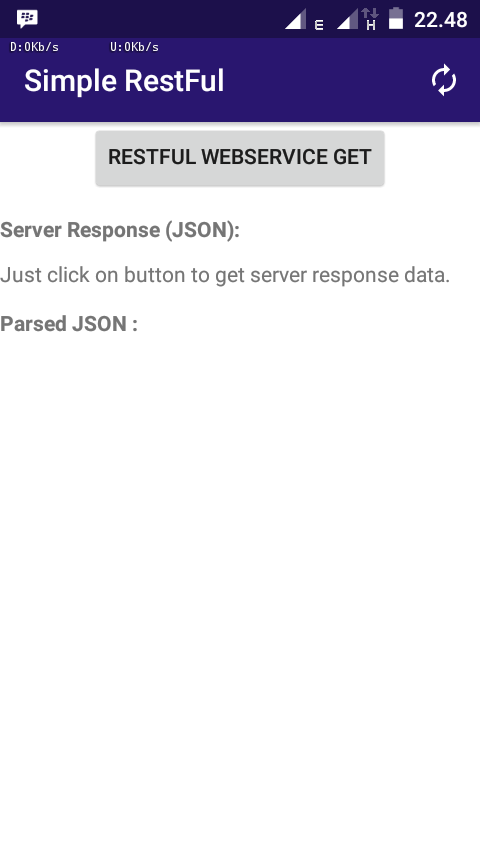 E H 22.48
D:0Kb/s U:0Kb/s
Simple RestFul
RESTFUL WEBSERVICE GET
Server Response (JSON):
Just click on button to get server response data.
Parsed JSON :